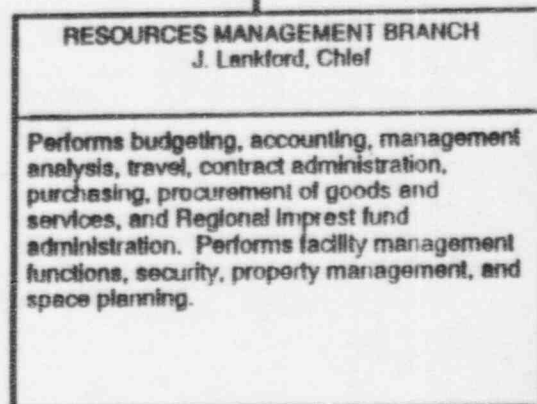 RESOURCES MANAGEMENT BRANCH
J. Lankford, Chief
Performs budgeting, accounting, management
analysis, travel, contract administration,
purchasing, procurement of goods and
services, and Regional Imprest fund
administration. Performs facility management
functions, security, property management, and
space planning.